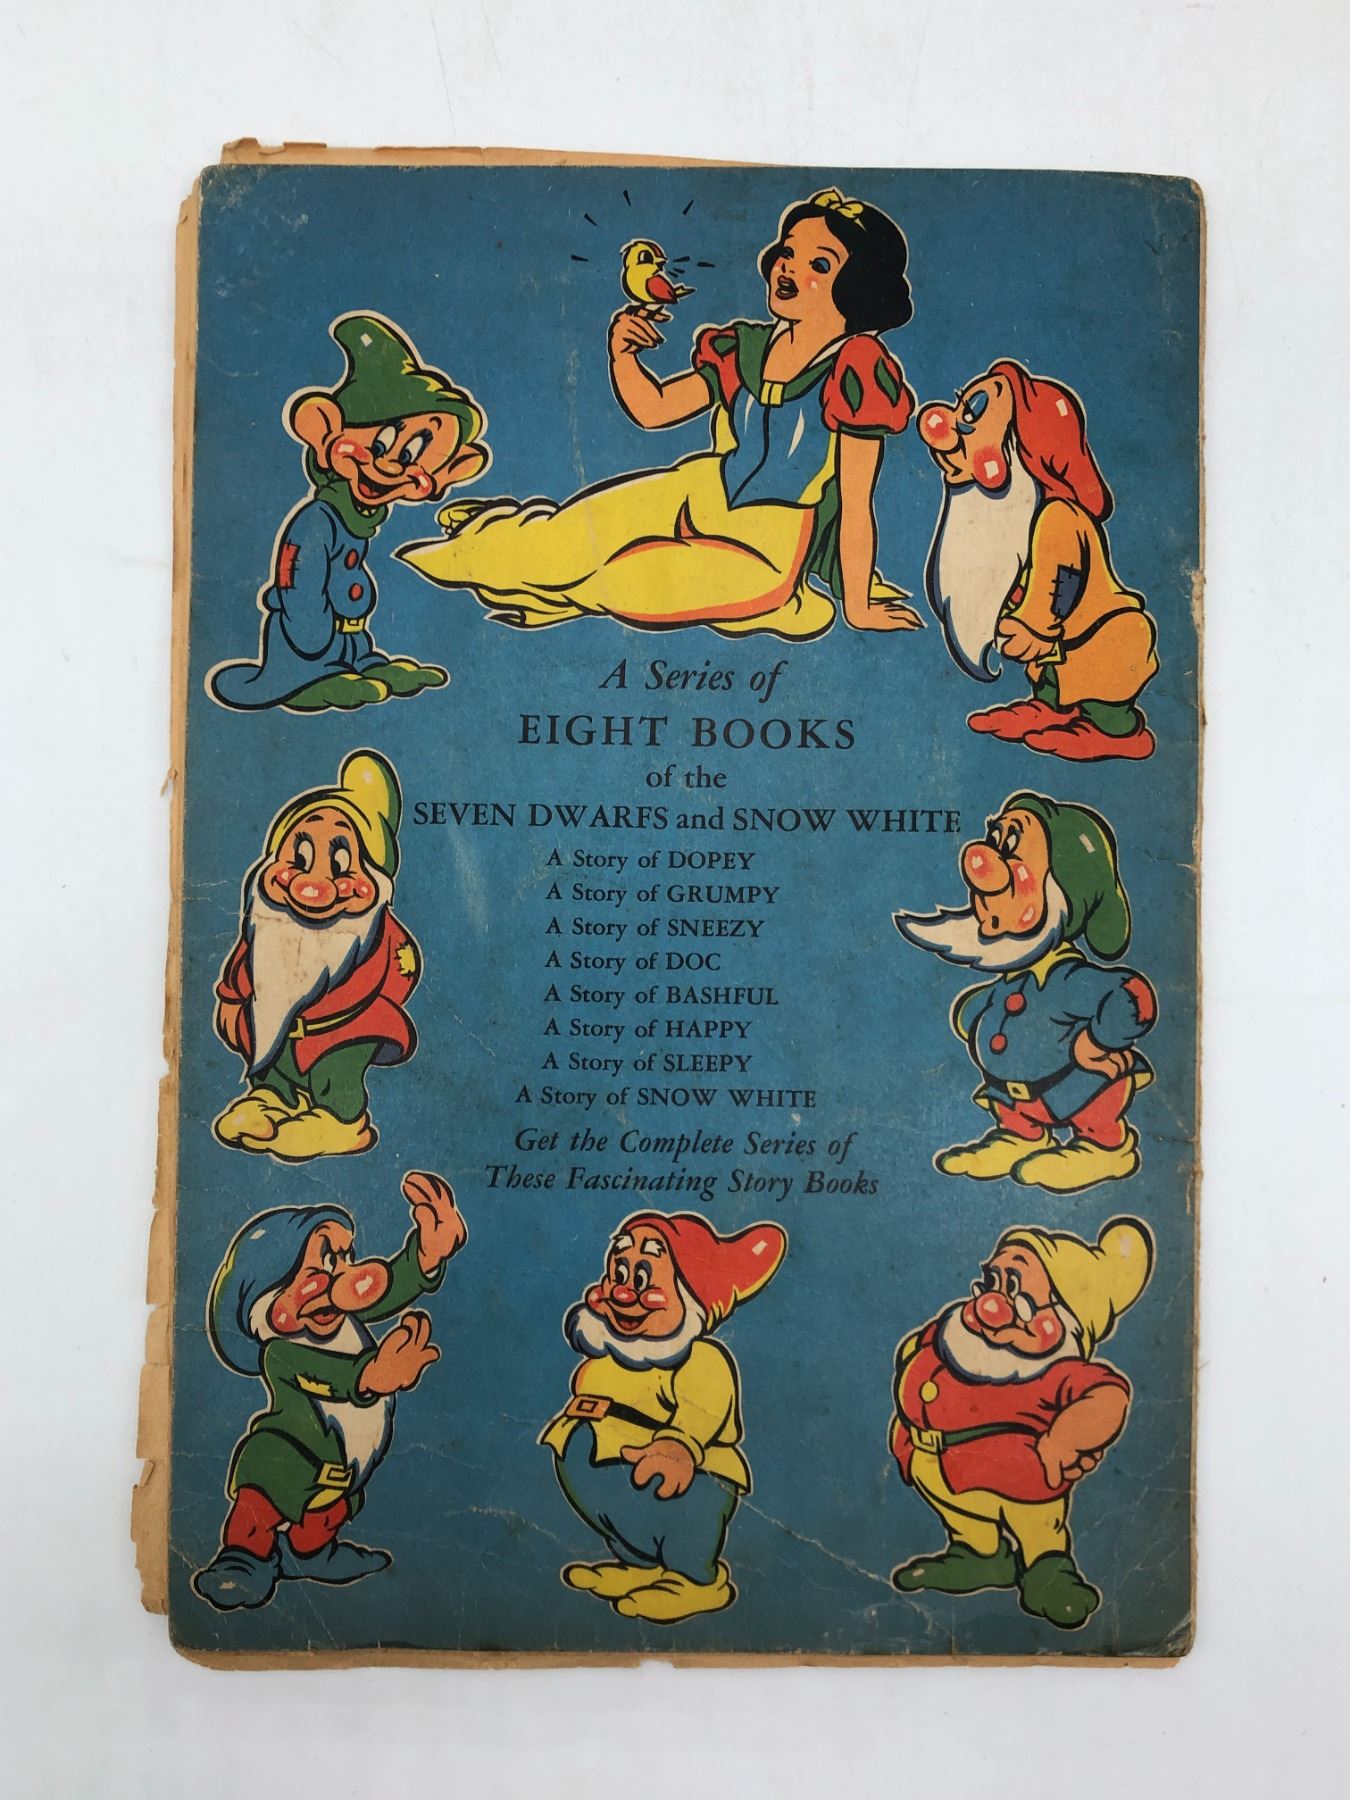 A Series of
EIGHT BOOKS
of the
SEVEN DWARFS and SNOW WHITE
A Story of DOPEY
A Story of GRUMPY
A Story of SNEEZY
A Story of DOC
A Story of BASHFUL
A Story of HAPPY
A Story of SLEEPY
A Story of SNOW WHITE
Get the Complete Series of
These Fascinating Story Books